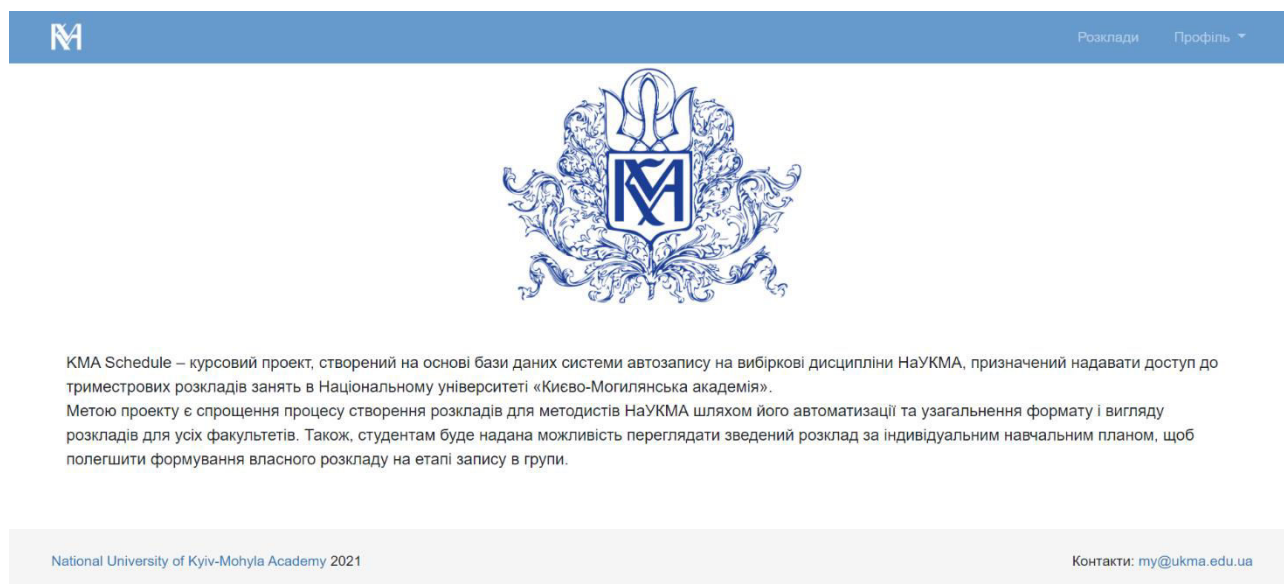 Розклади Профіль
KMA Schedule – курсовий проект, створений на основі бази даних системи автозапису на вибіркові дисципліни НаУКМА, призначений надавати доступ до
триместрових розкладів занять в Національному університеті «Києво-Могилянська академія».
Метою проекту є спрощення процесу створення розкладів для методистів НаУКМА шляхом його автоматизації та узагальнення формату і вигляду
розкладів для усіх факультетів. Також, студентам буде надана можливість переглядати зведений розклад за індивідуальним навчальним планом, щоб
полегшити формування власного розкладу на етапі запису в групи.
National University of Kyiv-Mohyla Academy 2021 Контакти: my@ukma.edu.ua